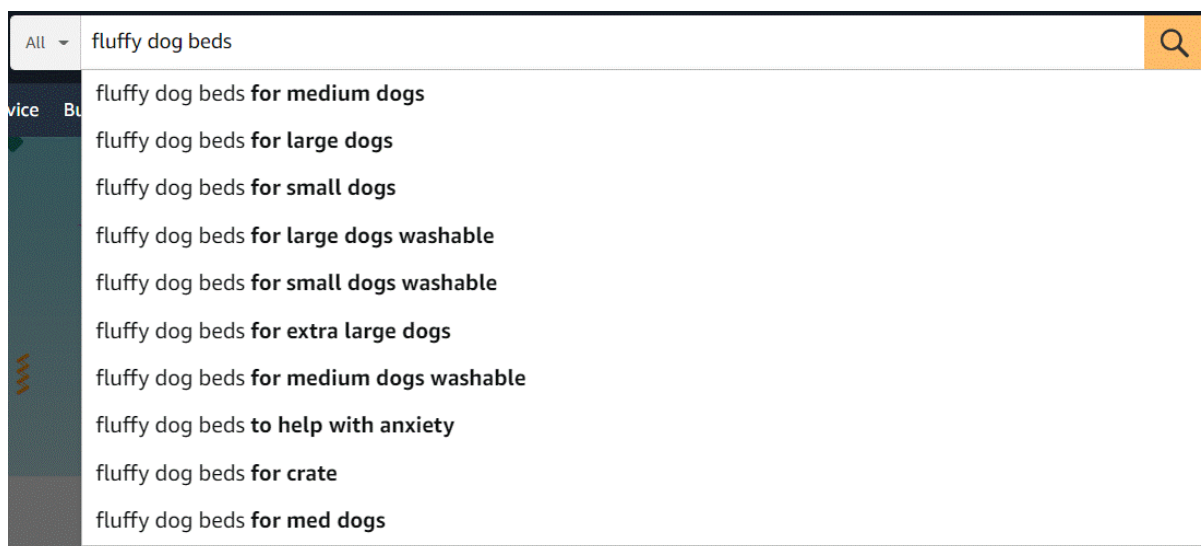 All fluffy dog beds
vice Bu
fluffy dog beds for medium dogs
fluffy dog beds for large dogs
fluffy dog beds for small dogs
fluffy dog beds for large dogs washable
fluffy dog beds for small dogs washable
fluffy dog beds for extra large dogs
fluffy dog beds for medium dogs washable
fluffy dog beds to help with anxiety
fluffy dog beds for crate
fluffy dog beds for med dogs